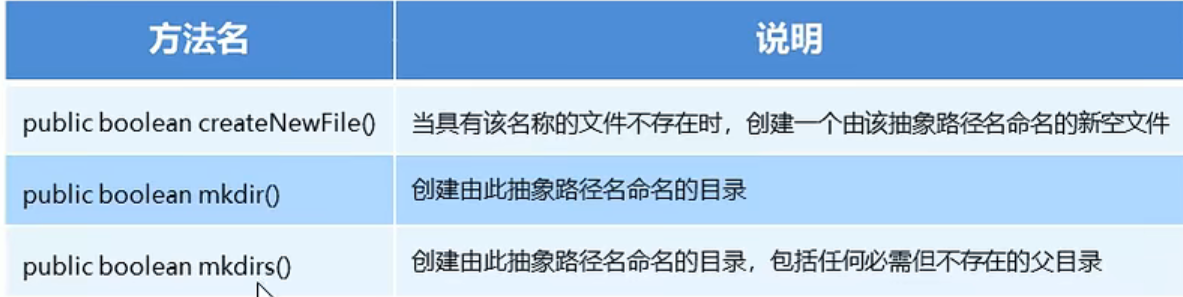 方法名 说明
public boolean createNewFile() 当具有该名称的文件不存在时，创建一个由该抽象路径名命名的新空文件
public boolean mkdir() 创建由此抽象路径名命名的目录
public boolean mkdirs() 创建由此抽象路径名命名的目录，包括任何必需但不存在的父目录